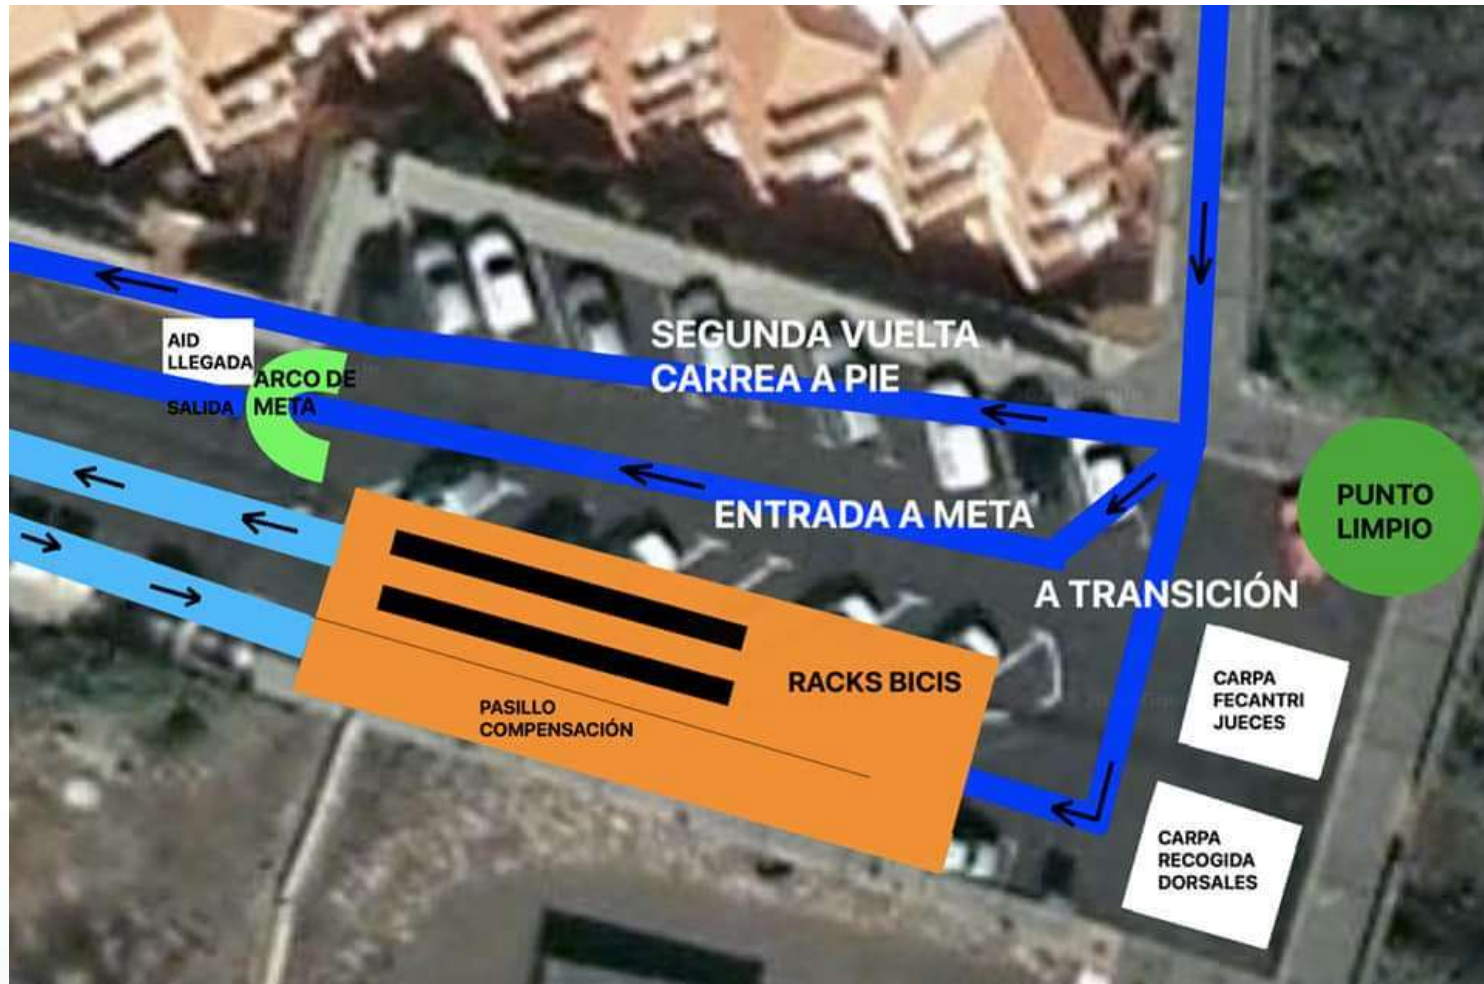 SEGUNDA VUELTA
CARREA A PIE
AID
LLEGADA
ARCO DE
META
SALIDA
ENTRADA A META
PUNTO
LIMPIO
A TRANSICIÓN
RACKS BICIS
PASILLO
COMPENSACIÓN
CARPA
FECANTRI
JUECES
CARPA
RECOGIDA
DORSALES